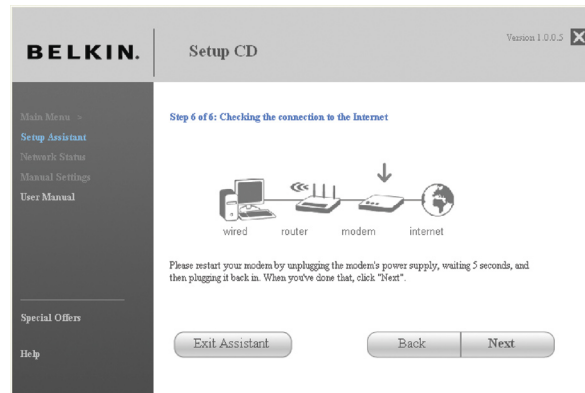 BELKIN.
Setup CD
Version 1.0.0.5
Main Menu >
Setup Assistant
Network Status
Manual Settings
User Manual
Special Offers
Help
Step 6 of 6: Checking the connection to the Internet
wired router modem internet
Please restart your modem by unplugging the modem's power supply, waiting 5 seconds, and
then plugging it back in. When you've done that, click "Next".
Exit Assistant
Back
Next